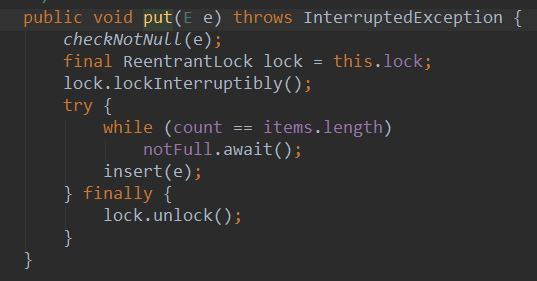 public void put(E e) throws InterruptedException {
    checkNotNull(e);
    final ReentrantLock lock = this.lock;
    lock.lockInterruptibly();
    try {
        while (count == items.length)
            notFull.await();
        insert(e);
    } finally {
        lock.unlock();
    }
}